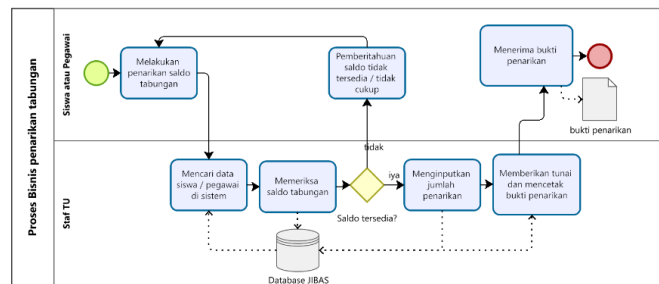 Proses Bisnis penarikan tabungan
Siswa atau Pegawai
Melakukan
penarikan saldo
tabungan
Pemberitahuan
saldo tidak
tersedia / tidak
cukup
Menerima bukti
penarikan
bukti penarikan
Staf TU
Mencari data
siswa / pegawai
di sistem
Memeriksa
saldo tabungan
tidak
iya
Saldo tersedia?
Menginputkan
jumlah
penarikan
Memberikan tunai
dan mencetak
bukti penarikan
Database JIBAS